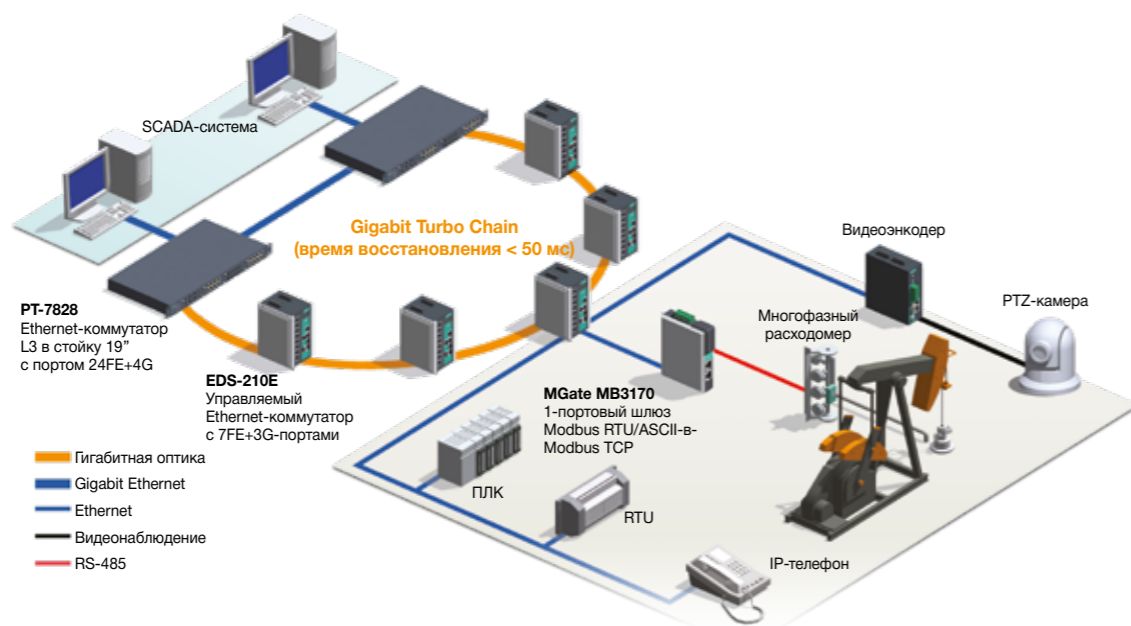 SCADA-система
Gigabit Turbo Chain
(время восстановления < 50 мс)
Видеоэнкодер
PTZ-камера
Многофазный
расходомер
PT-7828
Ethernet-коммутатор
L3 в стойку 19”
с портом 24FE+4G
EDS-210E
Управляемый
Ethernet-коммутатор
с 7FE+3G-портами
MGate MB3170
1-портовый шлюз
Modbus RTU/ASCII-в-
Modbus TCP
ПЛК
RTU
IP-телефон
Гигабитная оптика
Gigabit Ethernet
Ethernet
Видеонаблюдение
RS-485